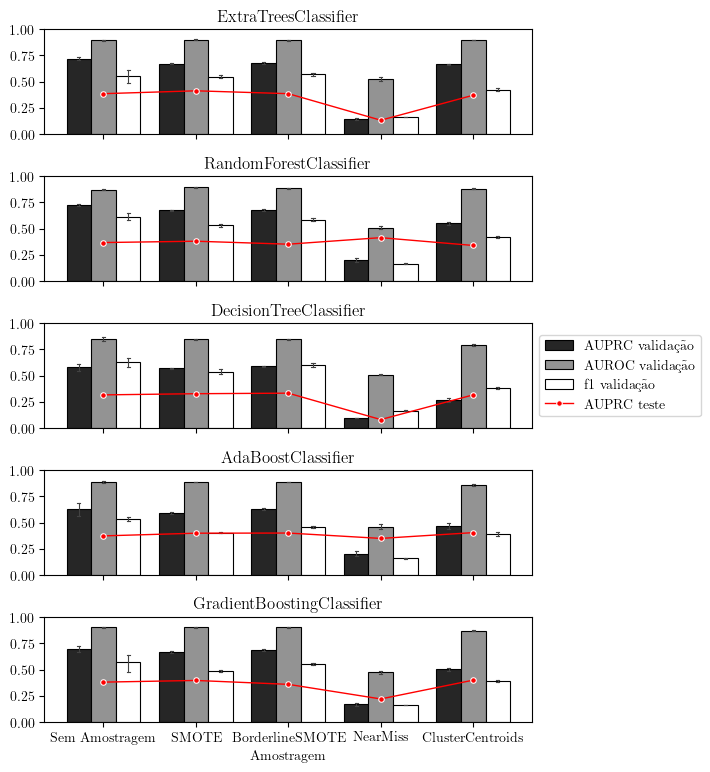 ExtraTreesClassifier
1.00
0.75
0.50
0.25
0.00
RandomForestClassifier
1.00
0.75
0.50
0.25
0.00
DecisionTreeClassifier
1.00
0.75
0.50
0.25
0.00
AUPRC validação
AUROC validação
f1 validação
AUPRC teste
AdaBoostClassifier
1.00
0.75
0.50
0.25
0.00
GradientBoostingClassifier
1.00
0.75
0.50
0.25
0.00
Sem Amostragem SMOTE BorderlineSMOTE NearMiss ClusterCentroids
Amostragem